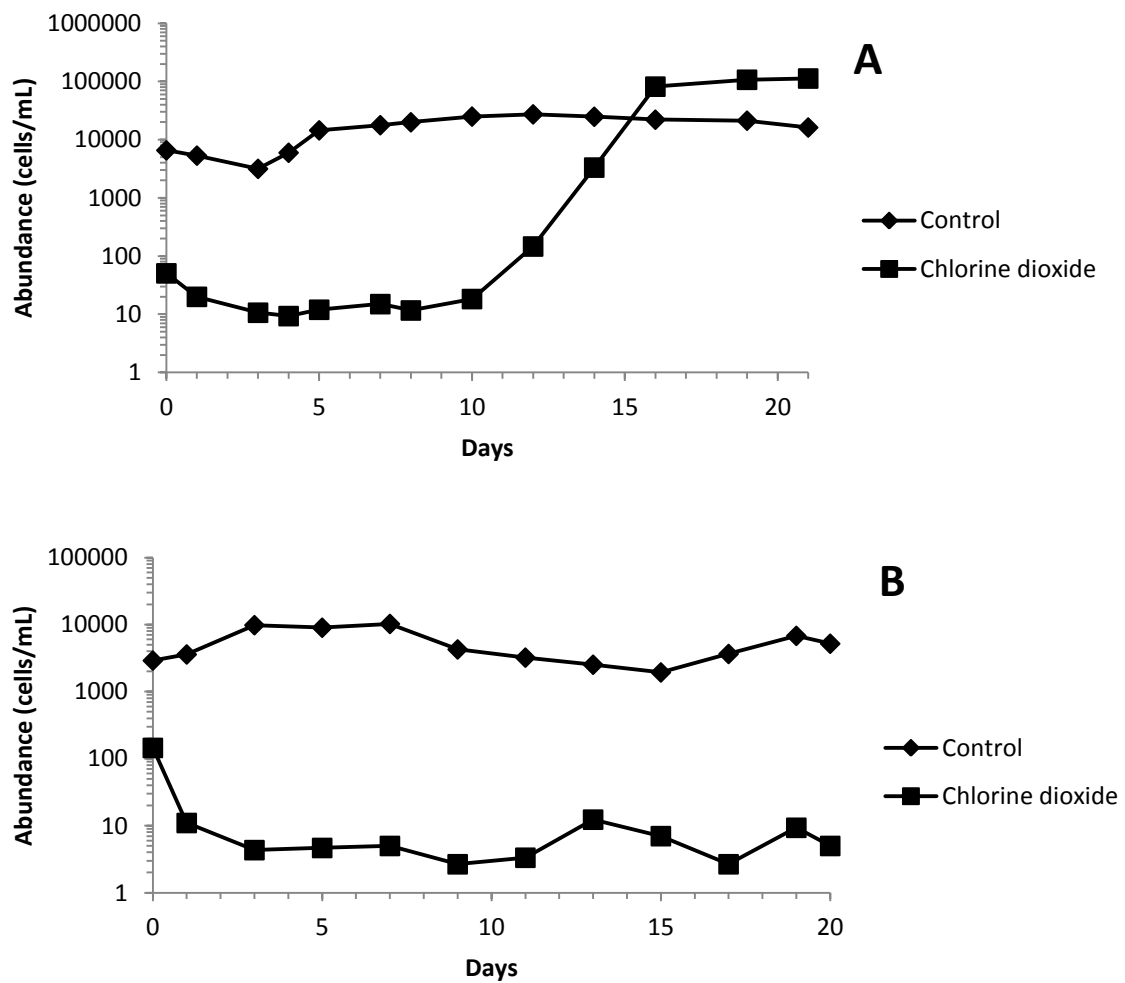 A
Abundance (cells/mL)
1000000
100000
10000
1000
100
10
1
0 5 10 15 20
Days
Control
Chlorine dioxide
B
Abundance (cells/mL)
100000
10000
1000
100
10
1
0 5 10 15 20
Days
Control
Chlorine dioxide